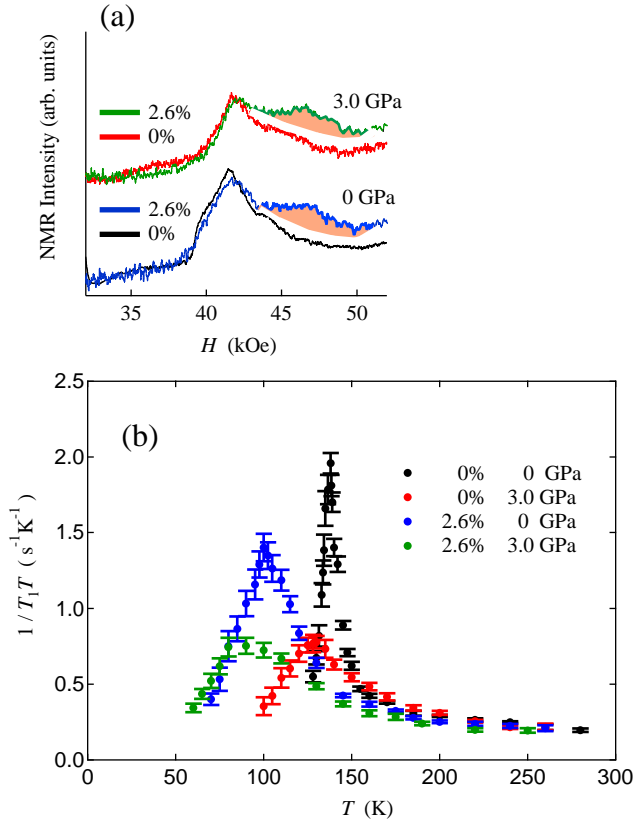 (a)
NMR Intensity (arb. units)
3.0 GPa
2.6%
0%
0 GPa
2.6%
0%
35 40 45 50
H (kOe)
(b)
1 / T₁T ( s⁻¹K⁻¹ )
2.5
2.0
1.5
1.0
0.5
0.0
0% 0 GPa
0% 3.0 GPa
2.6% 0 GPa
2.6% 3.0 GPa
0 50 100 150 200 250 300
T (K)